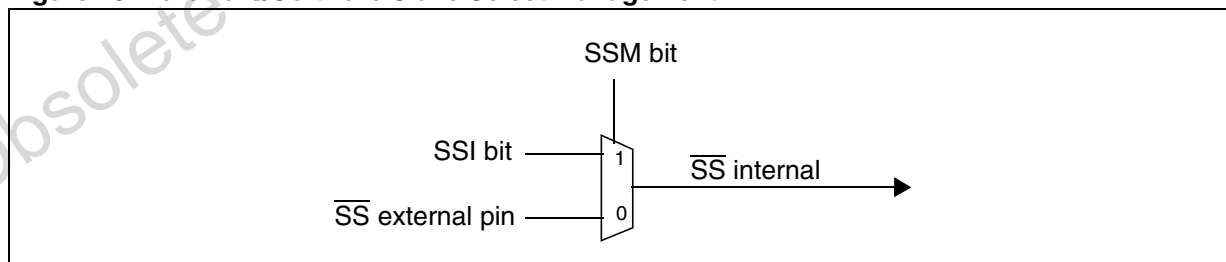 SSM bit
SSI bit
1
SS internal
SS external pin
0